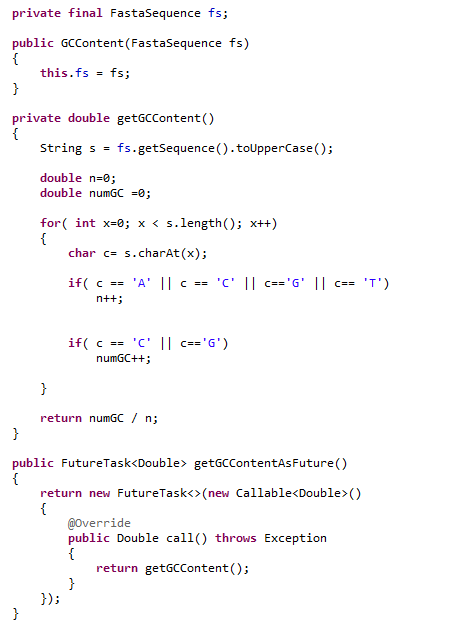 private final FastaSequence fs;
public GCContent(FastaSequence fs)
{
this.fs = fs;
}
private double getGCContent()
{
String s = fs.getSequence().toUpperCase();
double n=0;
double numGC =0;
for( int x=0; x < s.length(); x++)
{
char c= s.charAt(x);
if( c == 'A' || c == 'C' || c=='G' || c== 'T')
n++;
if( c == 'C' || c=='G')
numGC++;
}
return numGC / n;
}
public FutureTask<Double> getGCContentAsFuture()
{
return new FutureTask<>(new Callable<Double>()
{
@Override
public Double call() throws Exception
{
return getGCContent();
}
});
}